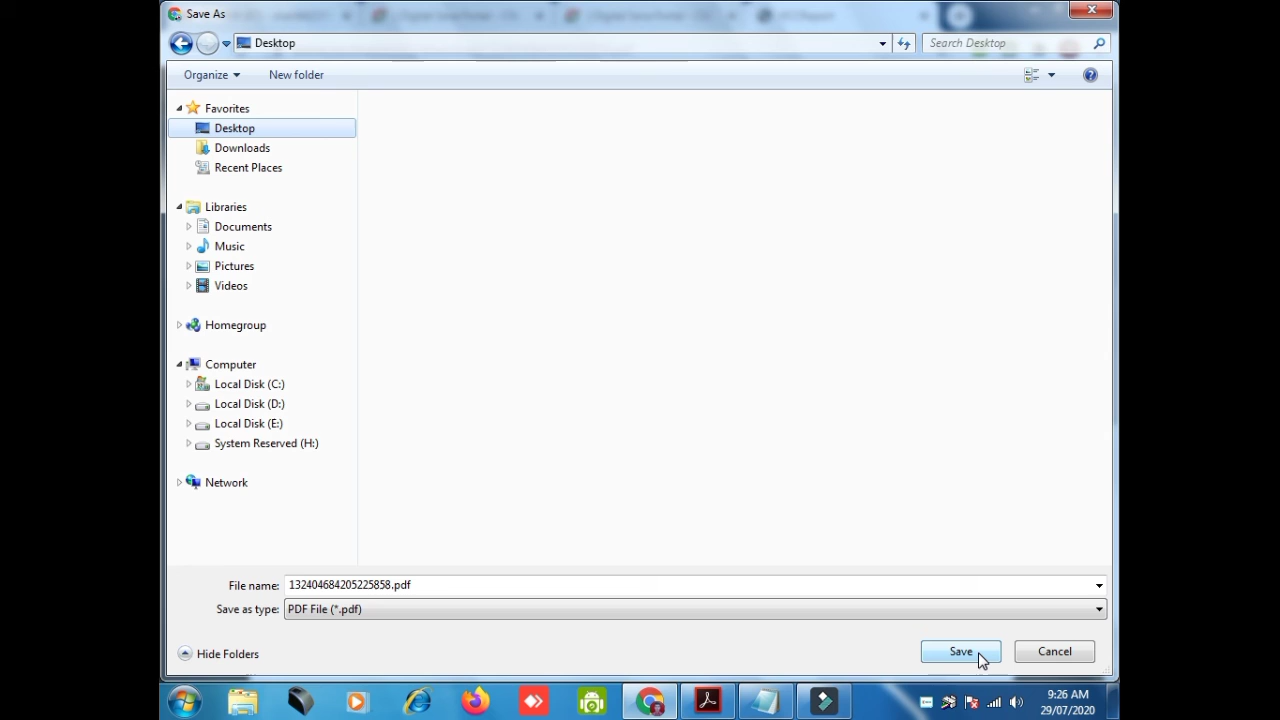 Save As
Desktop
Search Desktop
Organize
New folder
Favorites
Desktop
Downloads
Recent Places
Libraries
Documents
Music
Pictures
Videos
Homegroup
Computer
Local Disk (C:)
Local Disk (D:)
Local Disk (E:)
System Reserved (H:)
Network
File name: 132404684205225858.pdf
Save as type: PDF File (*.pdf)
Hide Folders
Save
Cancel
9:26 AM
29/07/2020